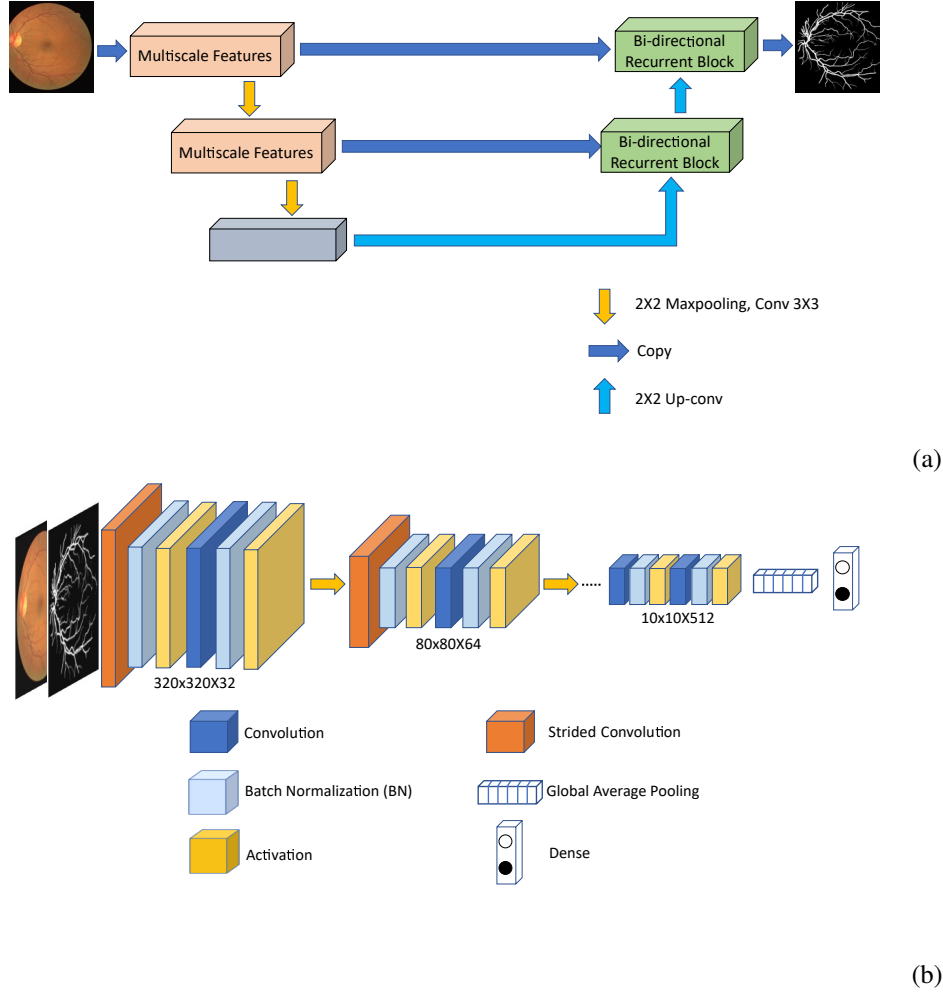 Multiscale Features
Bi-directional
Recurrent Block
Multiscale Features
Bi-directional
Recurrent Block
2X2 Maxpooling, Conv 3X3
Copy
2X2 Up-conv
(a)
320x320X32
80x80X64
10x10X512
Convolution
Strided Convolution
Batch Normalization (BN)
Global Average Pooling
Activation
Dense
(b)